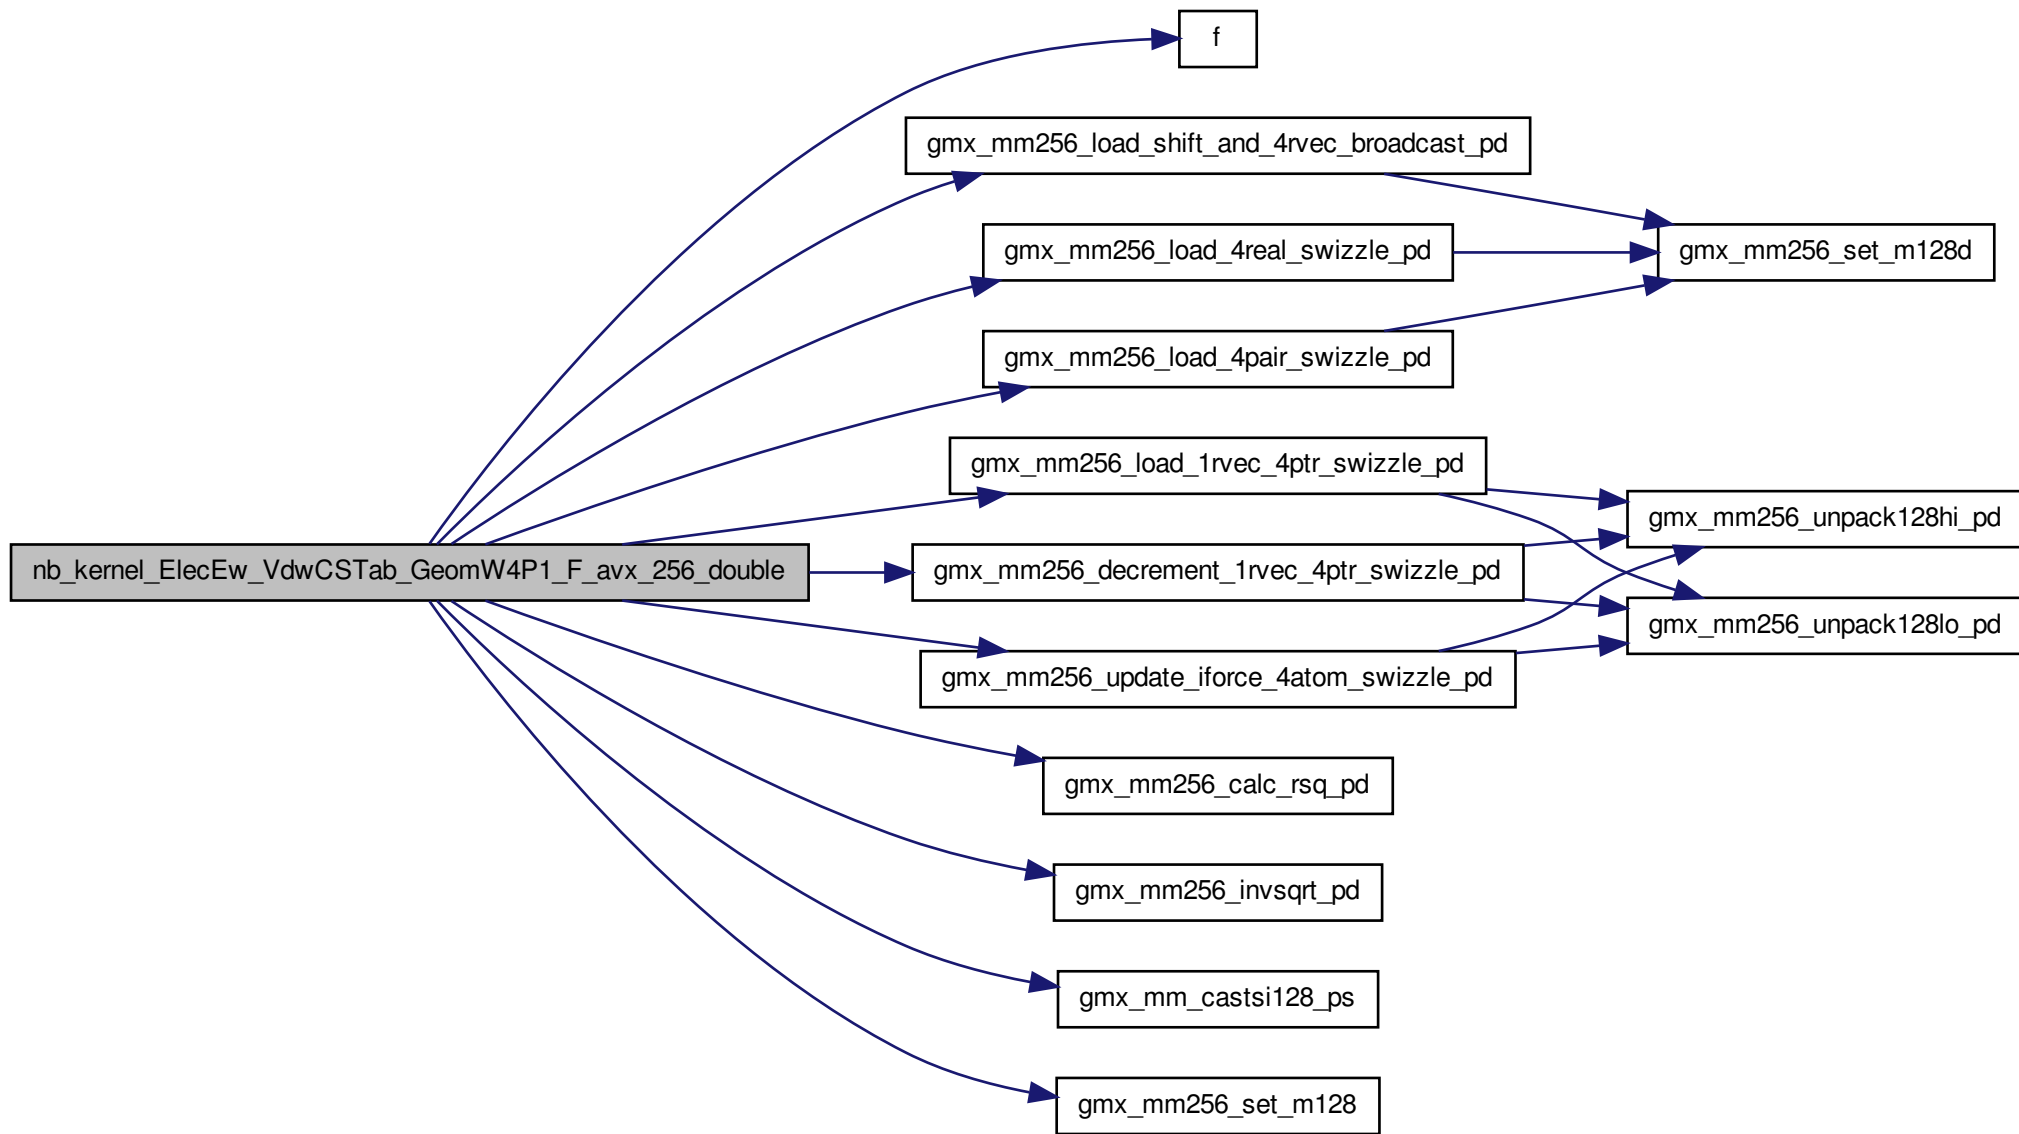 f
gmx_mm256_load_shift_and_4rvec_broadcast_pd
gmx_mm256_load_4real_swizzle_pd
gmx_mm256_set_m128d
gmx_mm256_load_4pair_swizzle_pd
gmx_mm256_load_1rvec_4ptr_swizzle_pd
gmx_mm256_unpack128hi_pd
nb_kernel_ElecEw_VdwCSTab_GeomW4P1_F_avx_256_double
gmx_mm256_decrement_1rvec_4ptr_swizzle_pd
gmx_mm256_unpack128lo_pd
gmx_mm256_update_iforce_4atom_swizzle_pd
gmx_mm256_calc_rsq_pd
gmx_mm256_invsqrt_pd
gmx_mm_castsi128_ps
gmx_mm256_set_m128